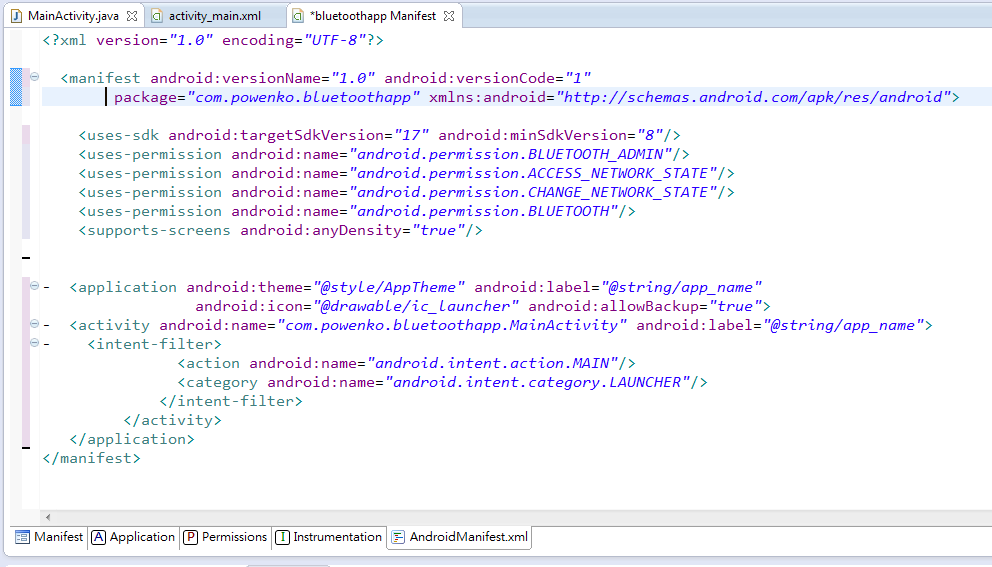 MainActivity.java activity_main.xml *bluetoothapp Manifest
<?xml version="1.0" encoding="UTF-8"?>
<manifest android:versionName="1.0" android:versionCode="1"
package="com.powenko.bluetoothapp" xmlns:android="http://schemas.android.com/apk/res/android">
<uses-sdk android:targetSdkVersion="17" android:minSdkVersion="8"/>
<uses-permission android:name="android.permission.BLUETOOTH_ADMIN"/>
<uses-permission android:name="android.permission.ACCESS_NETWORK_STATE"/>
<uses-permission android:name="android.permission.CHANGE_NETWORK_STATE"/>
<uses-permission android:name="android.permission.BLUETOOTH"/>
<supports-screens android:anyDensity="true"/>
- <application android:theme="@style/AppTheme" android:label="@string/app_name"
android:icon="@drawable/ic_launcher" android:allowBackup="true">
- <activity android:name="com.powenko.bluetoothapp.MainActivity" android:label="@string/app_name">
- <intent-filter>
<action android:name="android.intent.action.MAIN"/>
<category android:name="android.intent.category.LAUNCHER"/>
</intent-filter>
</activity>
</application>
</manifest>
Manifest A Application P Permissions I Instrumentation AndroidManifest.xml